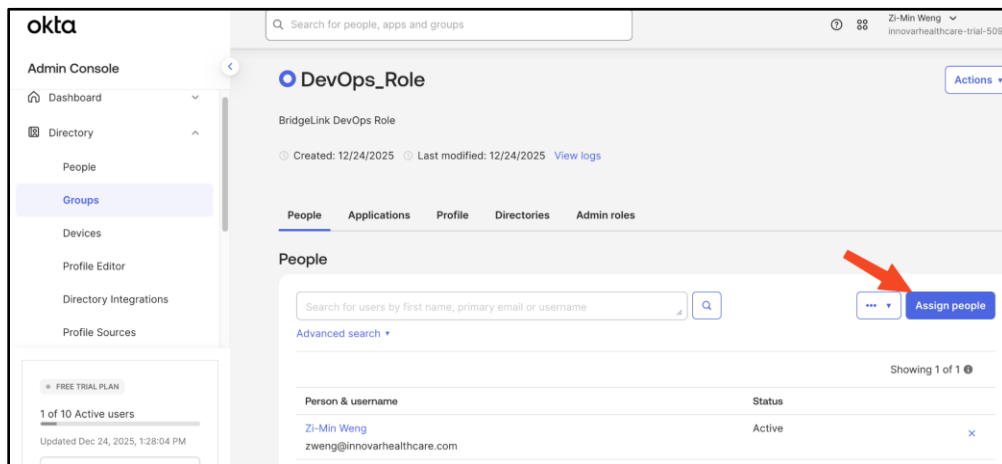 okta
Search for people, apps and groups
Zi-Min Weng
innovarhealthcare-trial-509
Admin Console
Dashboard
Directory
People
Groups
Devices
Profile Editor
Directory Integrations
Profile Sources
FREE TRIAL PLAN
1 of 10 Active users
Updated Dec 24, 2025, 1:28:04 PM
DevOps_Role
Actions
BridgeLink DevOps Role
Created: 12/24/2025 Last modified: 12/24/2025 View logs
People Applications Profile Directories Admin roles
People
Search for users by first name, primary email or username
Assign people
Advanced search
Showing 1 of 1
Person & username Status
Zi-Min Weng Active
zweng@innovarhealthcare.com